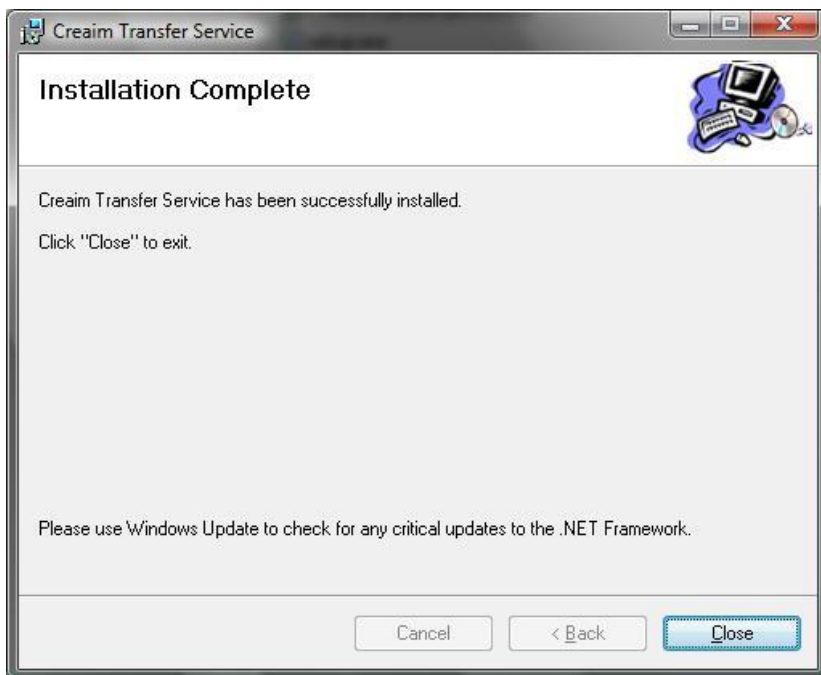 Creaim Transfer Service
Installation Complete
Creaim Transfer Service has been successfully installed.
Click "Close" to exit.
Please use Windows Update to check for any critical updates to the .NET Framework.
Cancel
< Back
Close